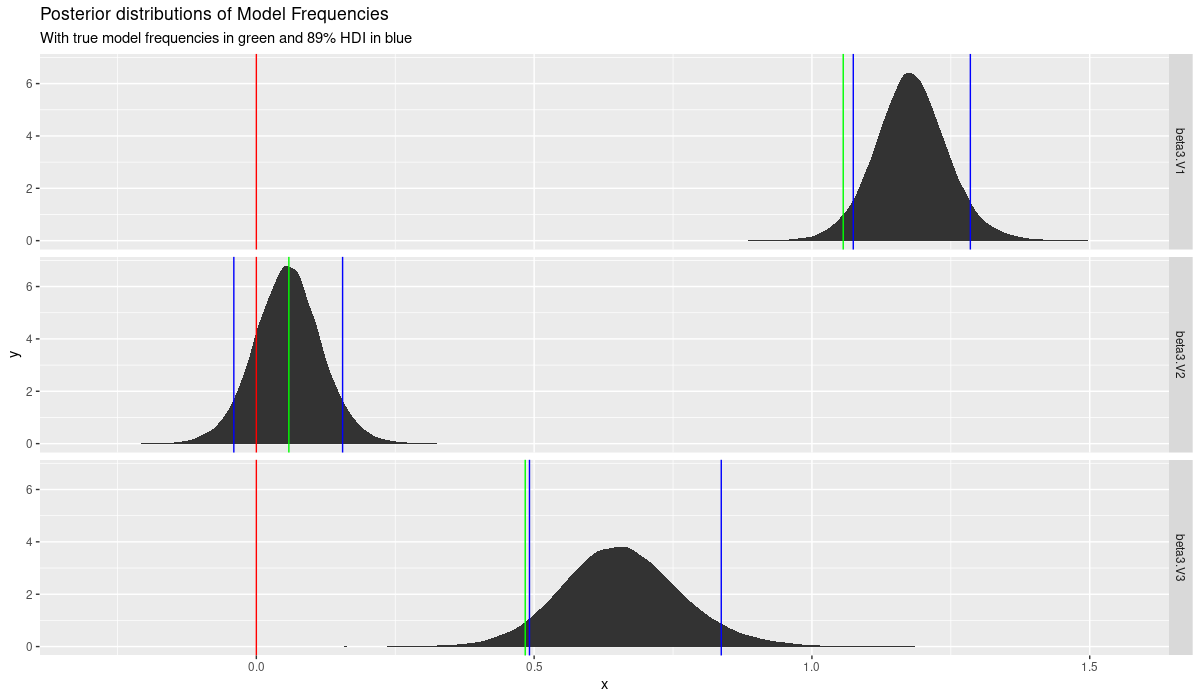 Posterior distributions of Model Frequencies
With true model frequencies in green and 89% HDI in blue
6
4
2
0
beta3.V1
6
4
2
0
beta3.V2
y
6
4
2
0
beta3.V3
0.0 0.5 1.0 1.5
x